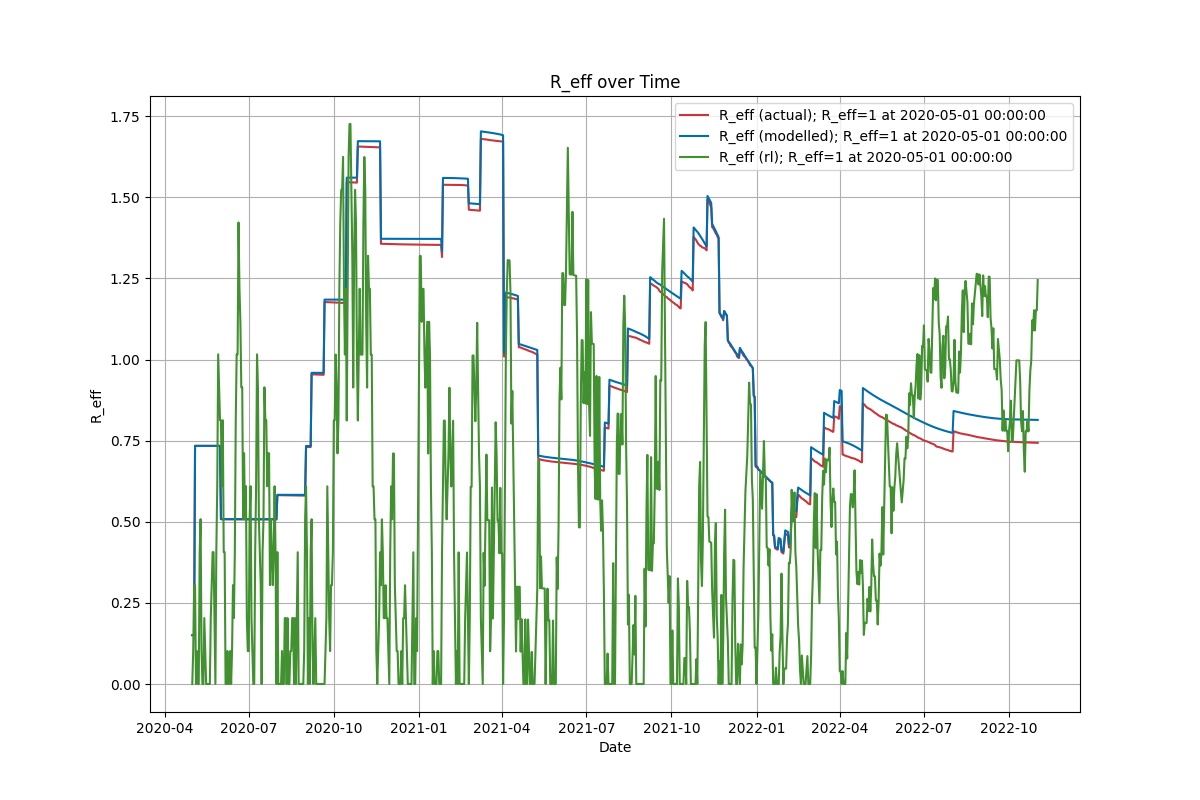 R_eff over Time
R_eff (actual); R_eff=1 at 2020-05-01 00:00:00
R_eff (modelled); R_eff=1 at 2020-05-01 00:00:00
R_eff (rl); R_eff=1 at 2020-05-01 00:00:00
1.75
1.50
1.25
1.00
0.75
0.50
0.25
0.00
R_eff
2020-04 2020-07 2020-10 2021-01 2021-04 2021-07 2021-10 2022-01 2022-04 2022-07 2022-10
Date